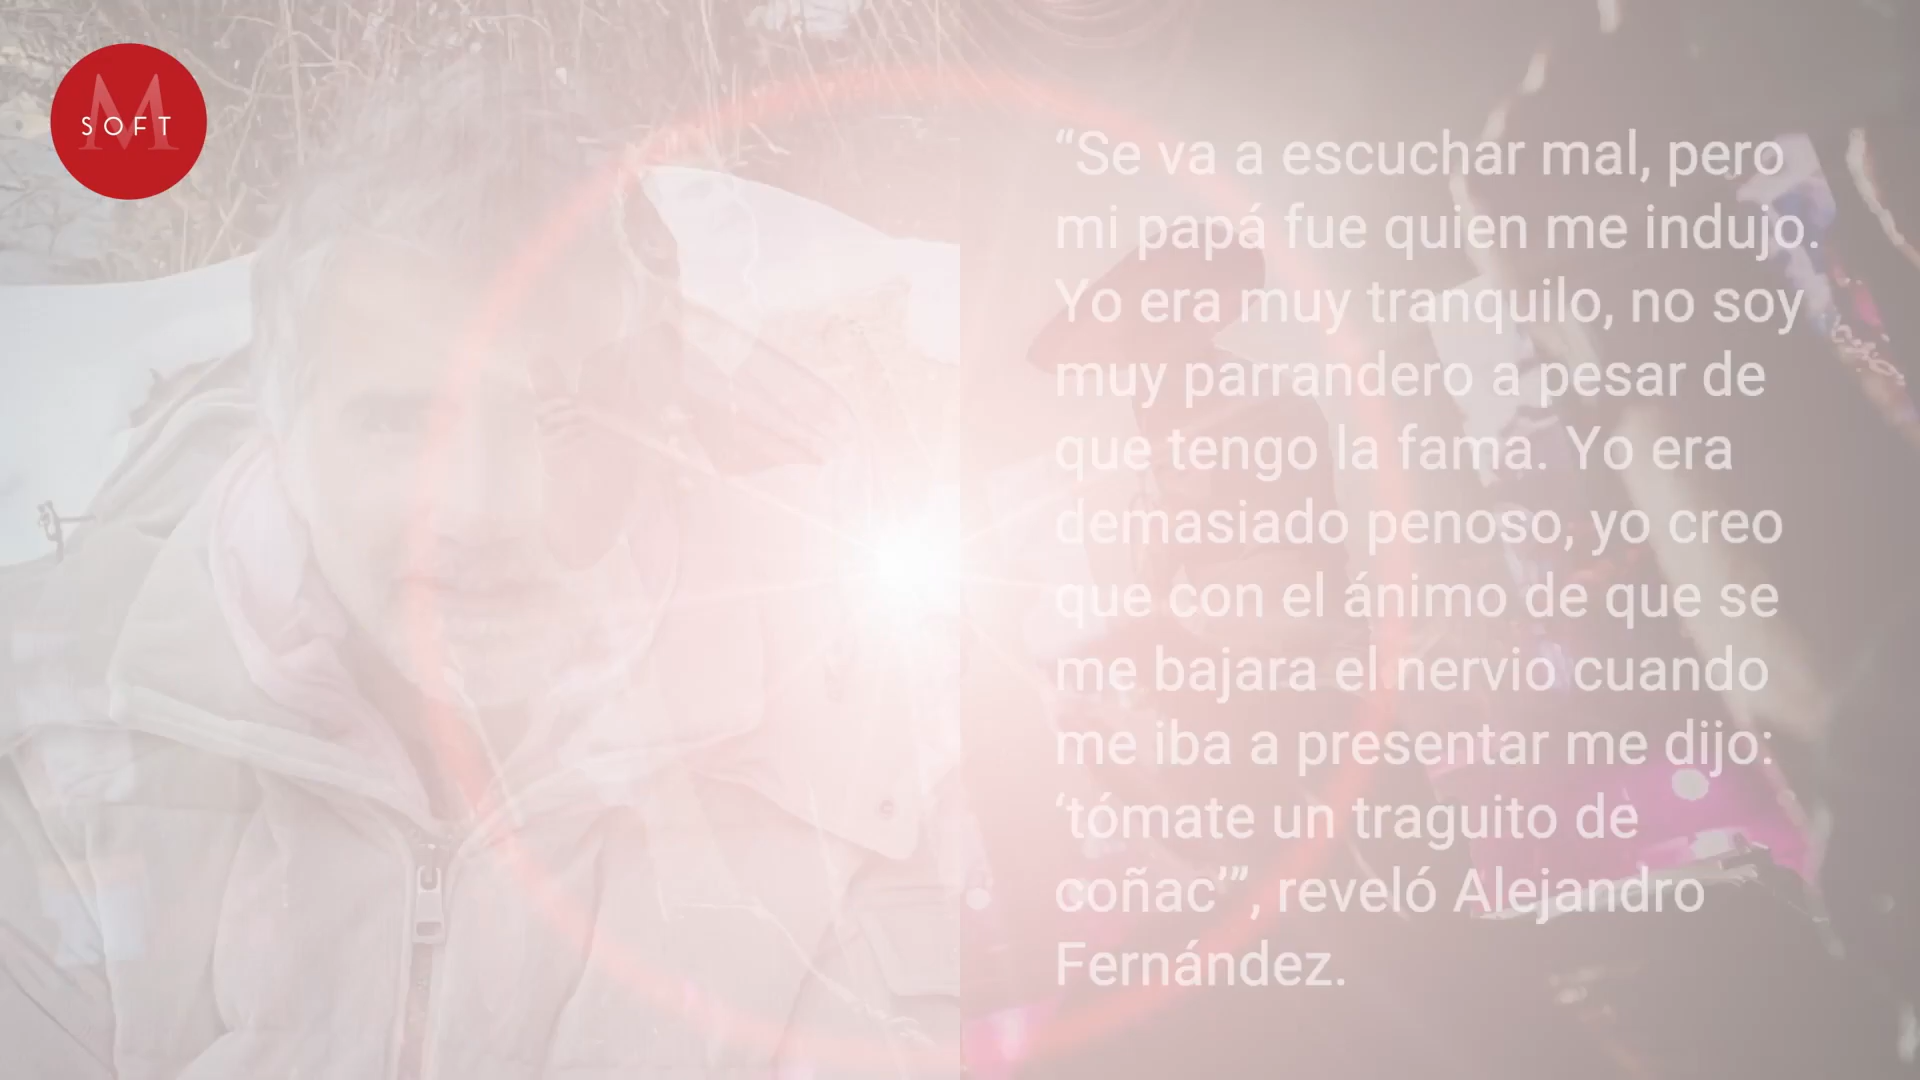 M
SOFT
“Se va a escuchar mal, pero
mi papá fue quien me indujo.
Yo era muy tranquilo, no soy
muy parrandero a pesar de
que tengo la fama. Yo era
demasiado penoso, yo creo
que con el ánimo de que se
me bajara el nervio cuando
me iba a presentar me dijo:
‘tómate un traguito de
coñac’”, reveló Alejandro
Fernández.